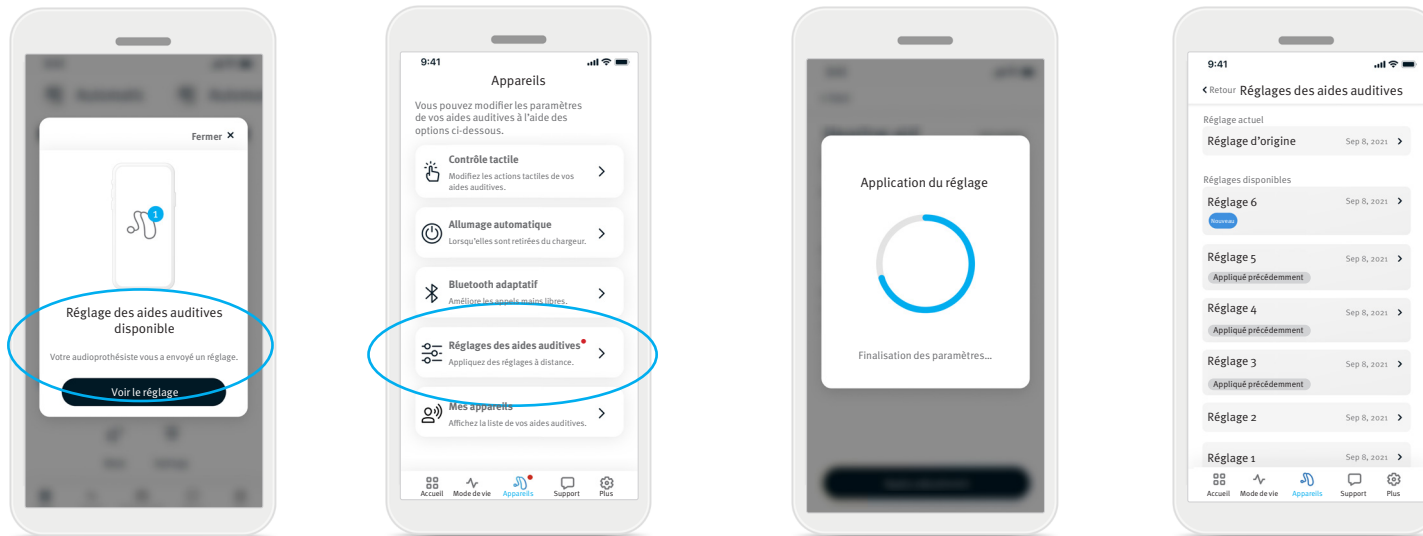 Fermer ×
1
Réglage des aides auditives
disponible
Votre audioprothésiste vous a envoyé un réglage.
Voir le réglage
9:41
Appareils
Vous pouvez modifier les paramètres
de vos aides auditives à l'aide des
options ci-dessous.
Contrôle tactile
Modifiez les actions tactiles de vos
aides auditives.
Allumage automatique
Lorsqu'elles sont retirées du chargeur.
Bluetooth adaptatif
Améliore les appels mains libres.
Réglages des aides auditives
Appliquez des réglages à distance.
Mes appareils
Affichez la liste de vos aides auditives.
Accueil Mode de vie Appareils Support Plus
Application du réglage
Finalisation des paramètres...
9:41
Retour Réglages des aides auditives
Réglage actuel
Réglage d'origine Sep 8, 2021
Réglages disponibles
Réglage 6 Sep 8, 2021
Nouveau
Réglage 5 Sep 8, 2021
Appliqué précédemment
Réglage 4 Sep 8, 2021
Appliqué précédemment
Réglage 3 Sep 8, 2021
Appliqué précédemment
Réglage 2 Sep 8, 2021
Réglage 1 Sep 8, 2021
Accueil Mode de vie Appareils Support Plus